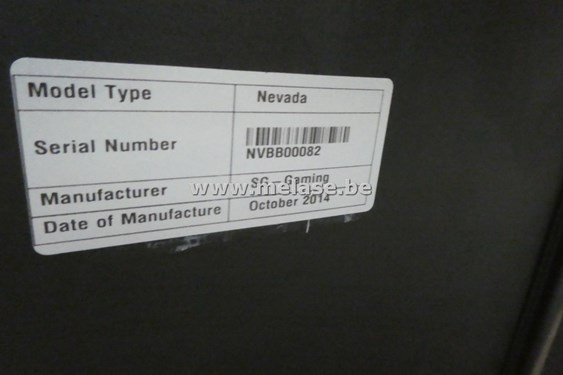 Model Type Nevada
Serial Number NVBB00082
Manufacturer SG - Gaming
www.melase.be
Date of Manufacture October 2014